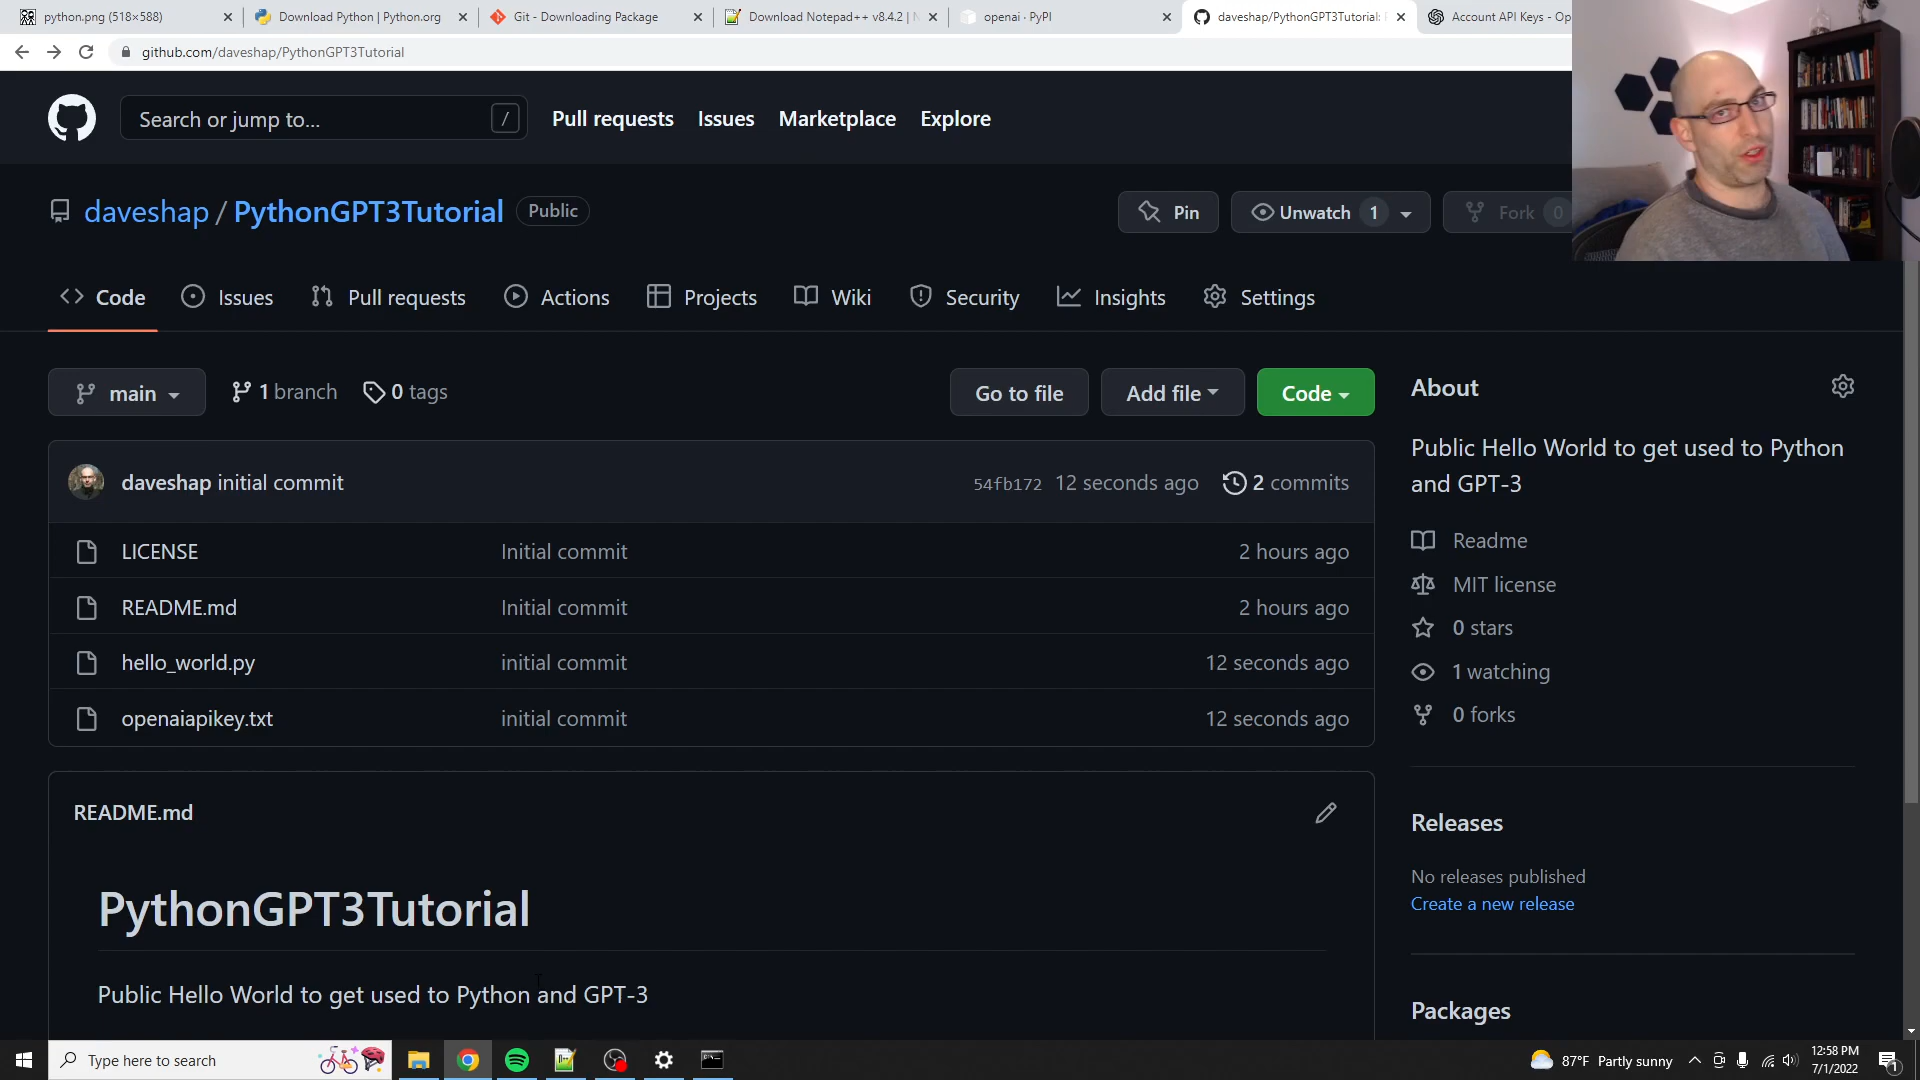 python.png (518×588)
Download Python | Python.org
Git - Downloading Package
Download Notepad++ v8.4.2 | N
openai · PyPI
daveshap/PythonGPT3Tutorial:
Account API Keys - Op
github.com/daveshap/PythonGPT3Tutorial
Search or jump to...
/
Pull requests
Issues
Marketplace
Explore
daveshap / PythonGPT3Tutorial
Public
Pin
Unwatch 1
Fork 0
Code
Issues
Pull requests
Actions
Projects
Wiki
Security
Insights
Settings
main
1 branch
0 tags
Go to file
Add file
Code
daveshap initial commit
54fb172 12 seconds ago
2 commits
LICENSE
Initial commit
2 hours ago
README.md
Initial commit
2 hours ago
hello_world.py
initial commit
12 seconds ago
openaiapikey.txt
initial commit
12 seconds ago
About
Public Hello World to get used to Python
and GPT-3
Readme
MIT license
0 stars
1 watching
0 forks
Releases
No releases published
Create a new release
Packages
README.md
PythonGPT3Tutorial
Public Hello World to get used to Python and GPT-3
Type here to search
87°F Partly sunny
12:58 PM
7/1/2022
1